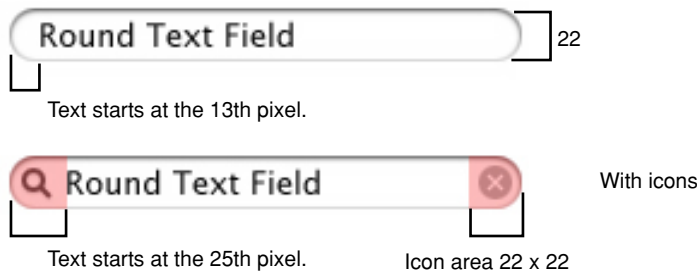 Round Text Field
22
Text starts at the 13th pixel.
Round Text Field
With icons
Text starts at the 25th pixel.
Icon area 22 x 22